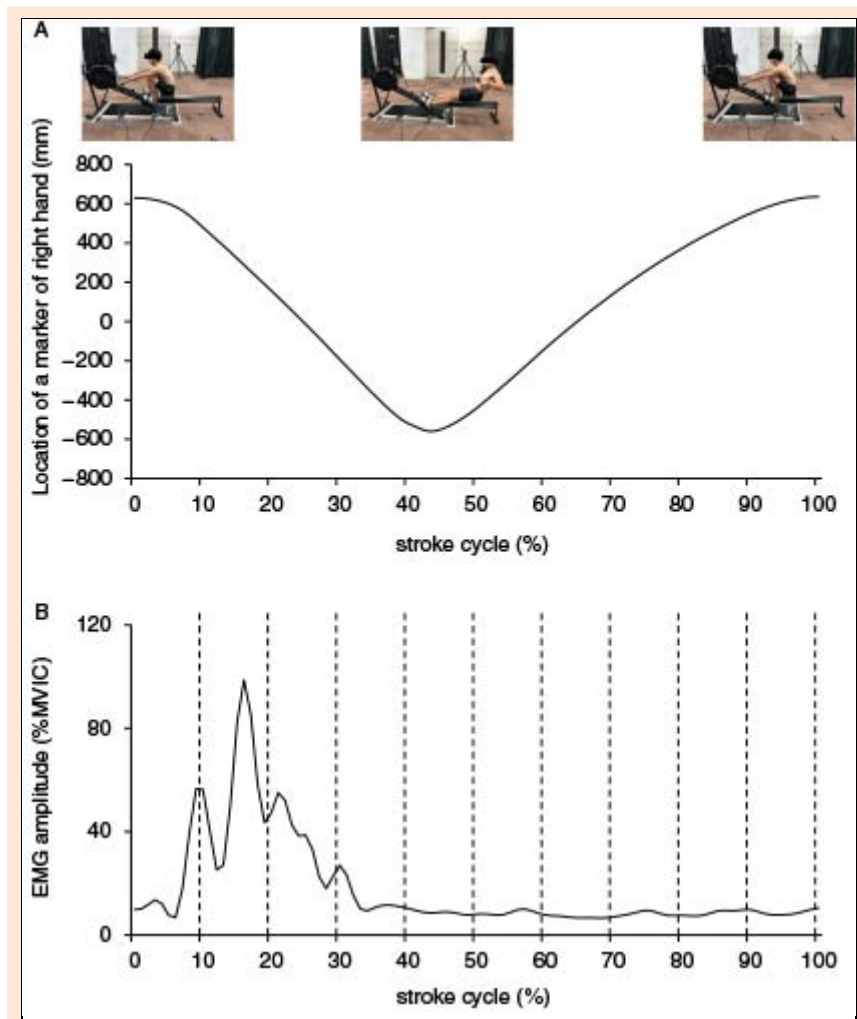 A
Location of a marker of right hand (mm)
800
600
400
200
0
−200
−400
−600
−800
0 10 20 30 40 50 60 70 80 90 100
stroke cycle (%)
B
EMG amplitude (%MVIC)
120
80
40
0
0 10 20 30 40 50 60 70 80 90 100
stroke cycle (%)